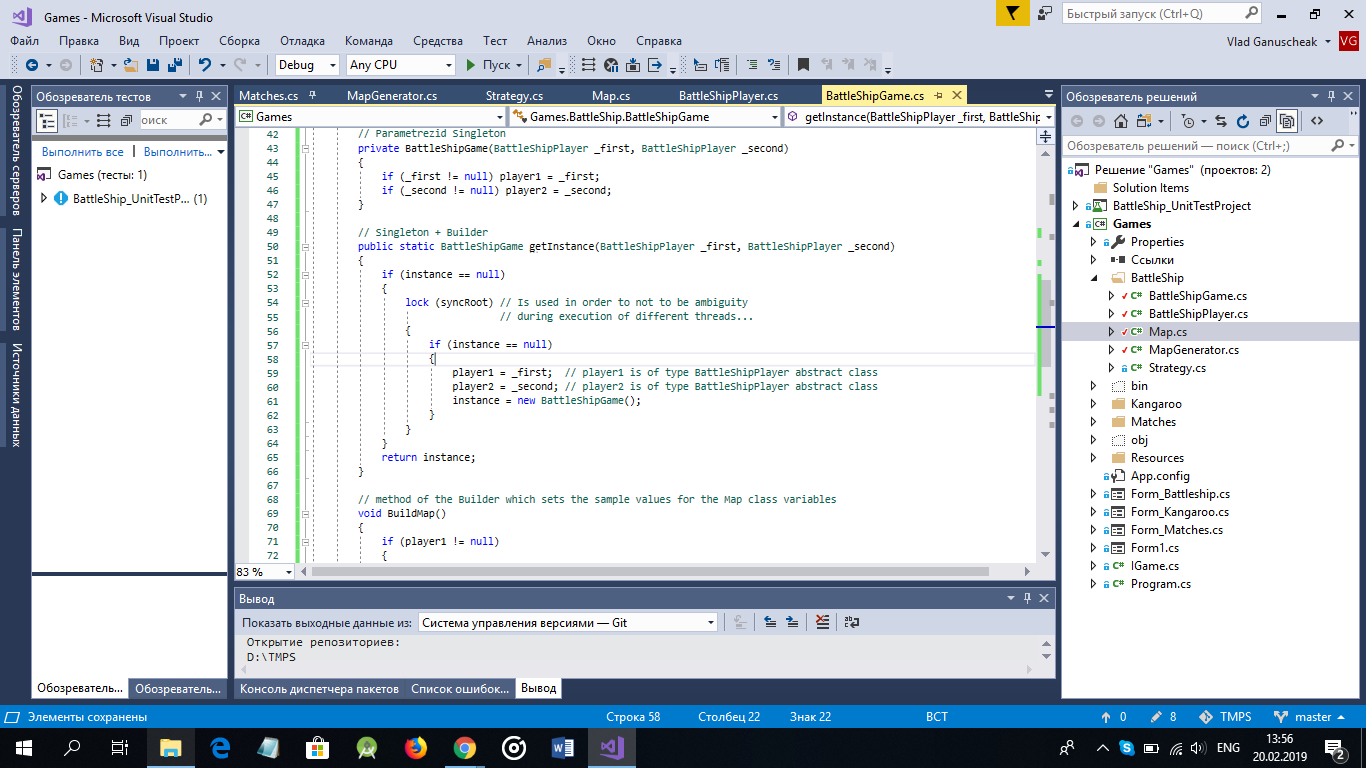 Games - Microsoft Visual Studio
Быстрый запуск (Ctrl+Q)
Файл Правка Вид Проект Сборка Отладка Команда Средства Тест Анализ Окно Справка
Vlad Ganuscheak VG
Debug Any CPU Пуск
Обозреватель серверов
Панель элементов
Источники данных
Обозреватель тестов
оиск
Выполнить все Выполнить...
Games (тесты: 1)
BattleShip_UnitTestP... (1)
Обозреватель... Обозреватель...
Matches.cs MapGenerator.cs Strategy.cs Map.cs BattleShipPlayer.cs BattleShipGame.cs
Games Games.BattleShip.BattleShipGame getInstance(BattleShipPlayer _first, BattleShip
42 // Parametrezid Singleton
43 private BattleShipGame(BattleShipPlayer _first, BattleShipPlayer _second)
44 {
45 if (_first != null) player1 = _first;
46 if (_second != null) player2 = _second;
47 }
48
49 // Singleton + Builder
50 public static BattleShipGame getInstance(BattleShipPlayer _first, BattleShipPlayer _second)
51 {
52 if (instance == null)
53 {
54 lock (syncRoot) // Is used in order to not to be ambiguity
55 // during execution of different threads...
56 {
57 if (instance == null)
58 {
59 player1 = _first; // player1 is of type BattleShipPlayer abstract class
60 player2 = _second; // player2 is of type BattleShipPlayer abstract class
61 instance = new BattleShipGame();
62 }
63 }
64 }
65 return instance;
66 }
67
68 // method of the Builder which sets the sample values for the Map class variables
69 void BuildMap()
70 {
71 if (player1 != null)
72 {
83 %
Вывод
Показать выходные данные из: Система управления версиями — Git
Открытие репозиториев:
D:\TMPS
Консоль диспетчера пакетов Список ошибок... Вывод
Обозреватель решений
Обозреватель решений — поиск (Ctrl+;)
Решение "Games" (проектов: 2)
Solution Items
BattleShip_UnitTestProject
Games
Properties
Ссылки
BattleShip
BattleShipGame.cs
BattleShipPlayer.cs
Map.cs
MapGenerator.cs
Strategy.cs
bin
Kangaroo
Matches
obj
Resources
App.config
Form_Battleship.cs
Form_Kangaroo.cs
Form_Matches.cs
Form1.cs
IGame.cs
Program.cs
Элементы сохранены Строка 58 Столбец 22 Знак 22 ВСТ 0 8 TMPS master
ENG 13:56
20.02.2019 2